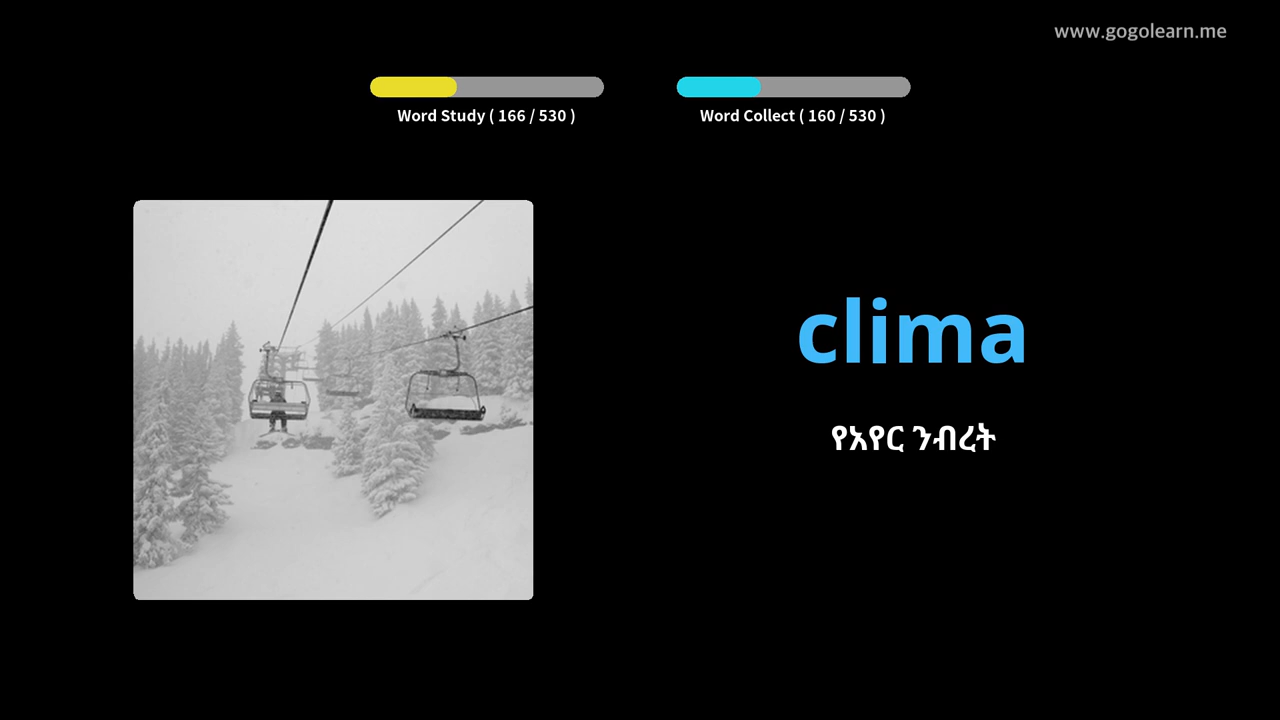 www.gogolearn.me
Word Study ( 166 / 530 )
Word Collect ( 160 / 530 )
clima
የአየር ንብረት